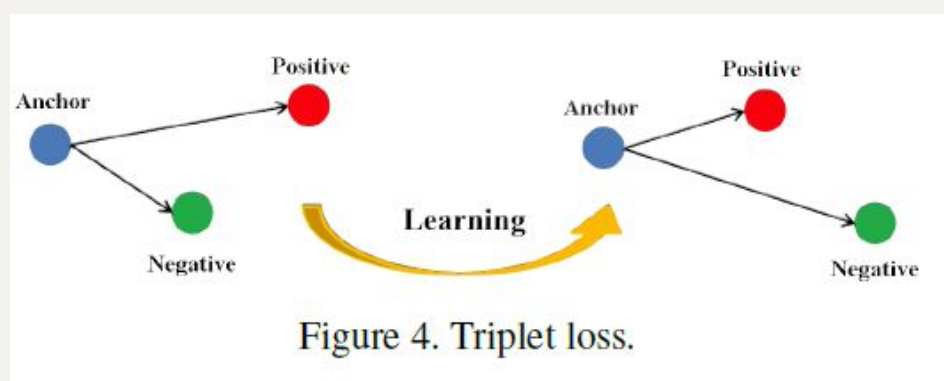 Positive
Anchor
Negative
Learning
Positive
Anchor
Negative
Figure 4. Triplet loss.